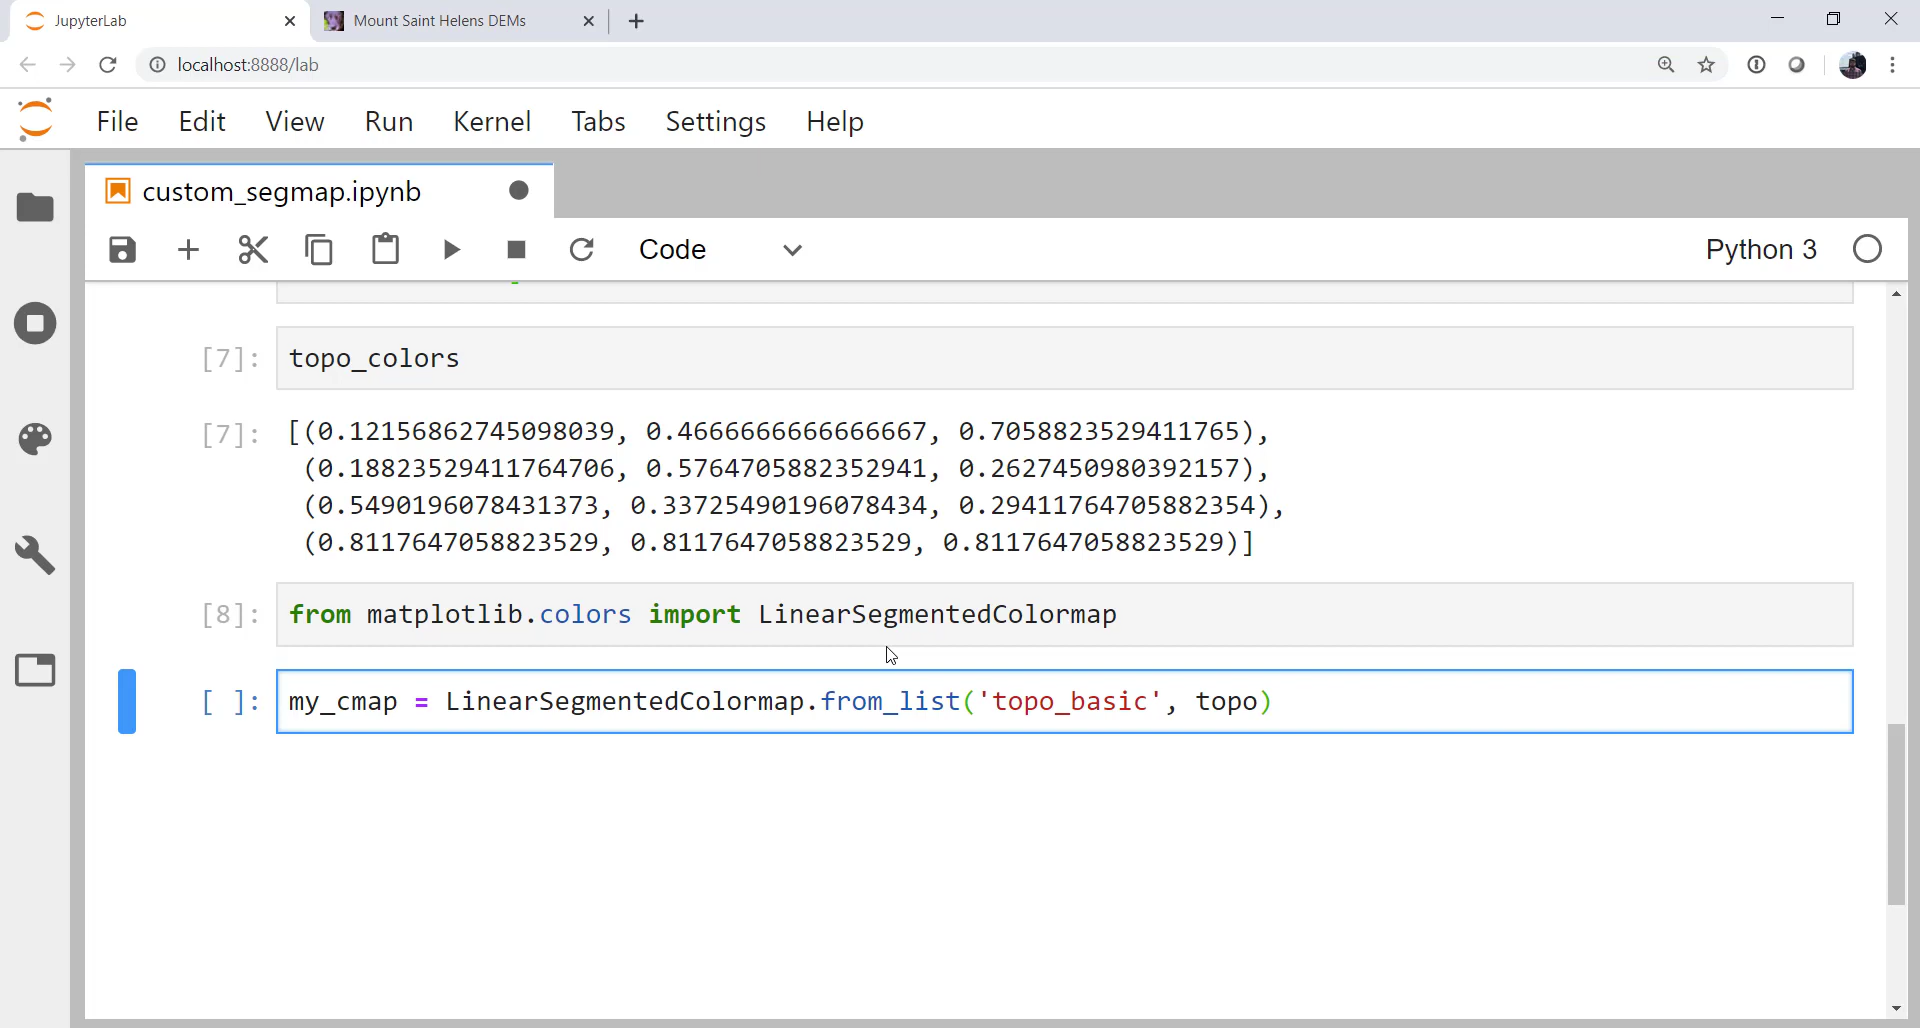 JupyterLab
Mount Saint Helens DEMs
localhost:8888/lab
File Edit View Run Kernel Tabs Settings Help
custom_segmap.ipynb
Code
Python 3
[7]: topo_colors
[7]: [(0.12156862745098039, 0.4666666666666667, 0.7058823529411765),
(0.18823529411764706, 0.5764705882352941, 0.2627450980392157),
(0.5490196078431373, 0.33725490196078434, 0.29411764705882354),
(0.8117647058823529, 0.8117647058823529, 0.8117647058823529)]
[8]: from matplotlib.colors import LinearSegmentedColormap
[ ]: my_cmap = LinearSegmentedColormap.from_list('topo_basic', topo)